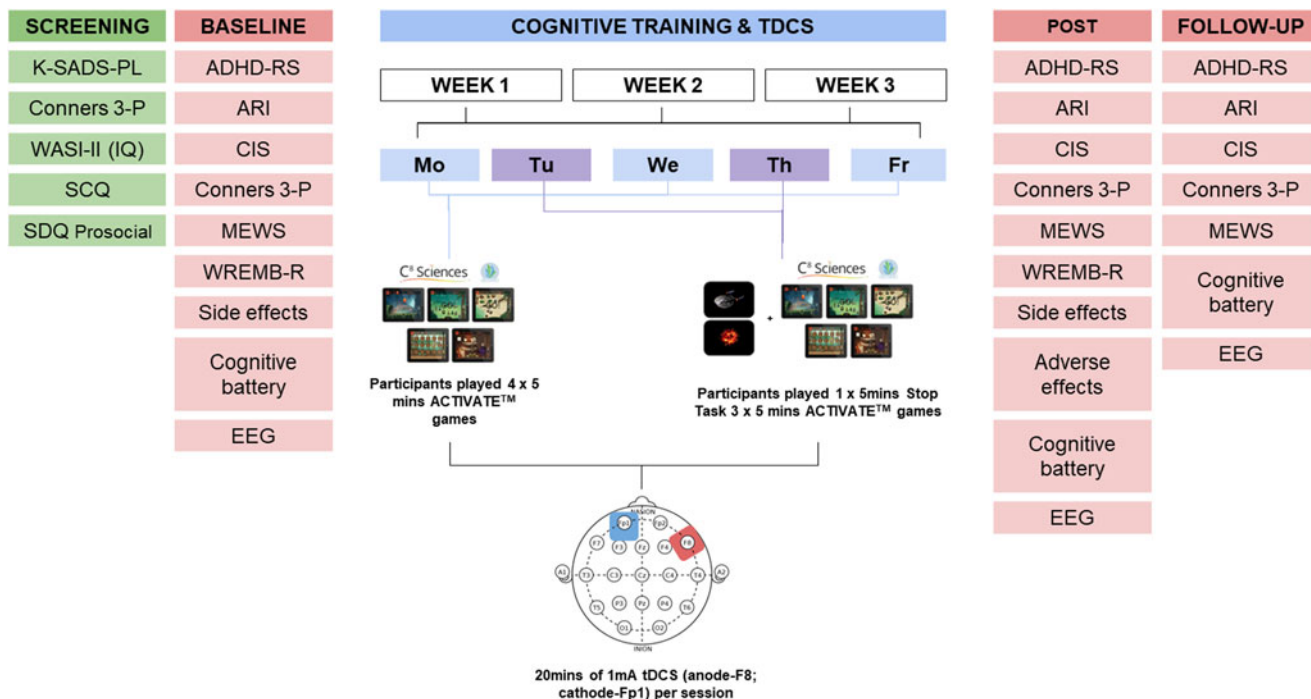 SCREENING
K-SADS-PL
Conners 3-P
WASI-II (IQ)
SCQ
SDQ Prosocial
BASELINE
ADHD-RS
ARI
CIS
Conners 3-P
MEWS
WREMB-R
Side effects
Cognitive
battery
EEG
COGNITIVE TRAINING & TDCS
WEEK 1
WEEK 2
WEEK 3
Mo
Tu
We
Th
Fr
C⁸ Sciences
Participants played 4 x 5
mins ACTIVATE™
games
C⁸ Sciences
+
Participants played 1 x 5mins Stop
Task 3 x 5 mins ACTIVATE™ games
NASION
Fp1
Fp2
F7
F3
Fz
F4
F8
A1
T3
C3
Cz
C4
T4
A2
T5
P3
Pz
P4
T6
O1
O2
INION
20mins of 1mA tDCS (anode-F8;
cathode-Fp1) per session
POST
ADHD-RS
ARI
CIS
Conners 3-P
MEWS
WREMB-R
Side effects
Adverse
effects
Cognitive
battery
EEG
FOLLOW-UP
ADHD-RS
ARI
CIS
Conners 3-P
MEWS
Cognitive
battery
EEG